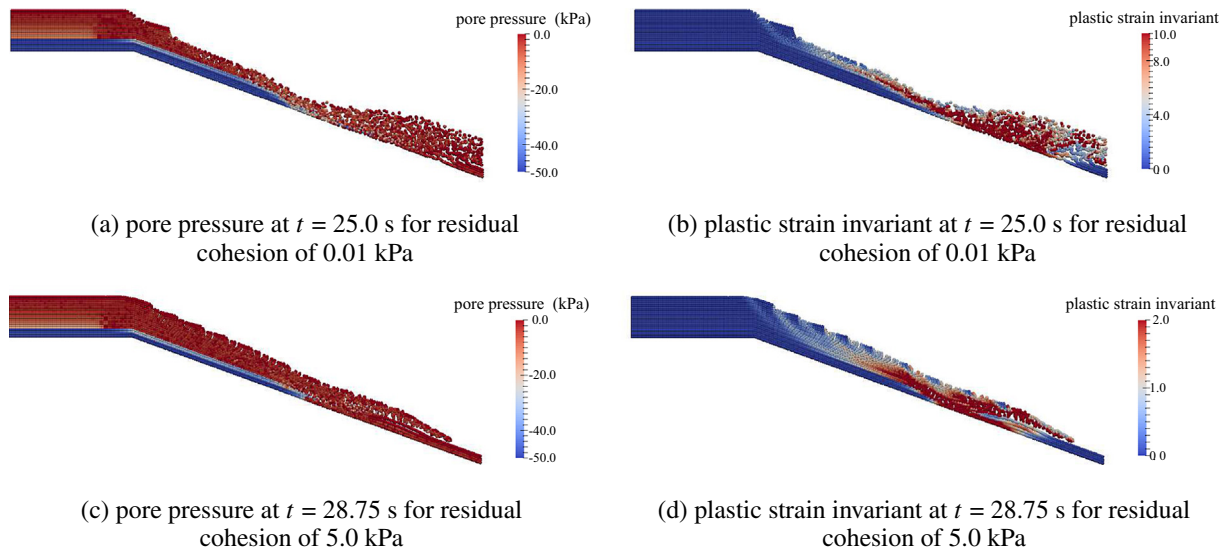 pore pressure (kPa)
0.0
-20.0
-40.0
-50.0
plastic strain invariant
10.0
8.0
6.0
4.0
2.0
0 0
(a) pore pressure at t = 25.0 s for residual
cohesion of 0.01 kPa
(b) plastic strain invariant at t = 25.0 s for residual
cohesion of 0.01 kPa
pore pressure (kPa)
0.0
-20.0
-40.0
-50.0
plastic strain invariant
2.0
1.0
0 0
(c) pore pressure at t = 28.75 s for residual
cohesion of 5.0 kPa
(d) plastic strain invariant at t = 28.75 s for residual
cohesion of 5.0 kPa